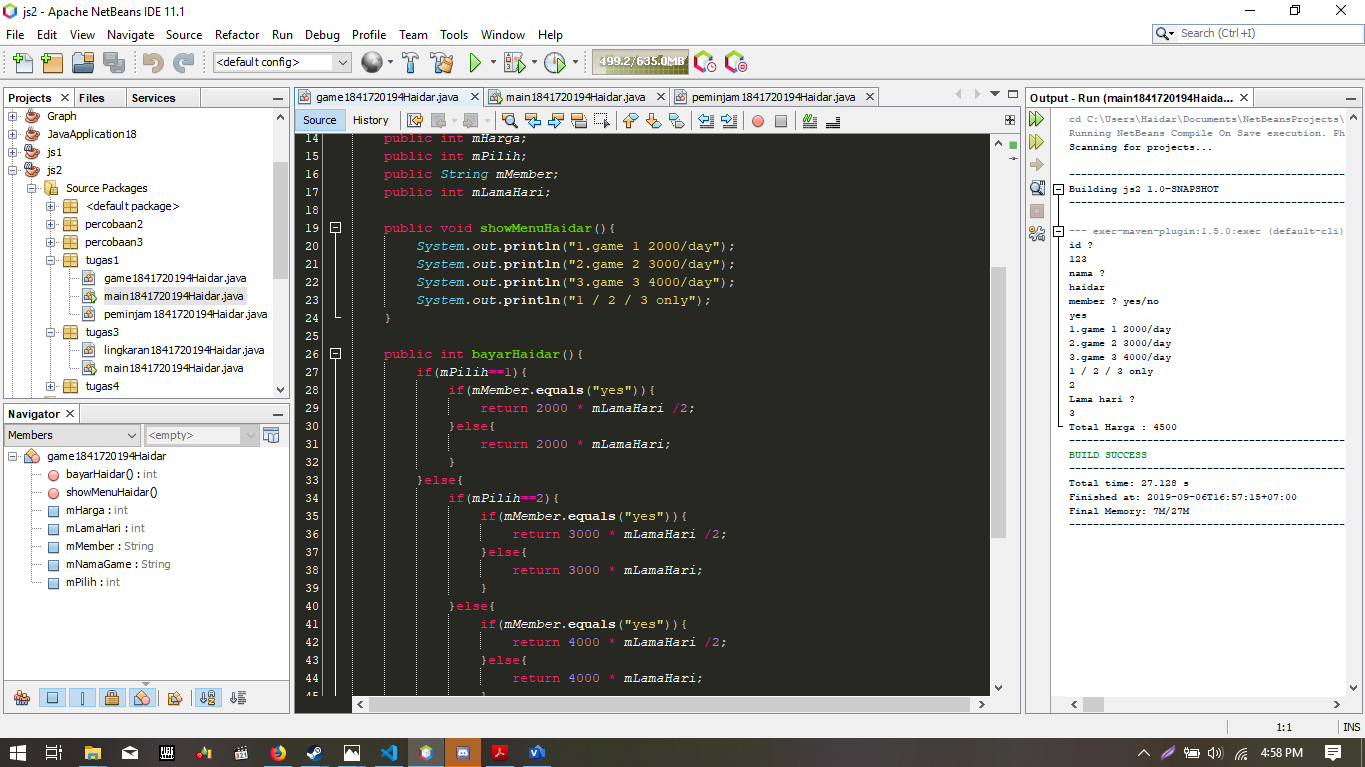 js2 - Apache NetBeans IDE 11.1
File Edit View Navigate Source Refactor Run Debug Profile Team Tools Window Help
Search (Ctrl+I)
<default config>
499.2/635.0MB
Projects Files Services
Graph
JavaApplication18
js1
js2
Source Packages
<default package>
percobaan2
percobaan3
tugas1
game1841720194Haidar.java
main1841720194Haidar.java
peminjam1841720194Haidar.java
tugas3
lingkaran1841720194Haidar.java
main1841720194Haidar.java
tugas4
Navigator
Members
<empty>
game1841720194Haidar
bayarHaidar() : int
showMenuHaidar()
mHarga : int
mLamaHari : int
mMember : String
mNamaGame : String
mPilih : int
game1841720194Haidar.java main1841720194Haidar.java peminjam1841720194Haidar.java
Source History
14 public int mHarga;
15 public int mPilih;
16 public String mMember;
17 public int mLamaHari;
18
19 public void showMenuHaidar(){
20 System.out.println("1.game 1 2000/day");
21 System.out.println("2.game 2 3000/day");
22 System.out.println("3.game 3 4000/day");
23 System.out.println("1 / 2 / 3 only");
24 }
25
26 public int bayarHaidar(){
27 if(mPilih==1){
28 if(mMember.equals("yes")){
29 return 2000 * mLamaHari /2;
30 }else{
31 return 2000 * mLamaHari;
32 }
33 }else{
34 if(mPilih==2){
35 if(mMember.equals("yes")){
36 return 3000 * mLamaHari /2;
37 }else{
38 return 3000 * mLamaHari;
39 }
40 }else{
41 if(mMember.equals("yes")){
42 return 4000 * mLamaHari /2;
43 }else{
44 return 4000 * mLamaHari;
45 }
Output - Run (main1841720194Haida...
cd C:\Users\Haidar\Documents\NetBeansProjects\
Running NetBeans Compile On Save execution. Ph
Scanning for projects...
------------------------------------------------
Building js2 1.0-SNAPSHOT
------------------------------------------------
--- exec-maven-plugin:1.5.0:exec (default-cli)
id ?
123
nama ?
haidar
member ? yes/no
yes
1.game 1 2000/day
2.game 2 3000/day
3.game 3 4000/day
1 / 2 / 3 only
2
Lama hari ?
3
Total Harga : 4500
------------------------------------------------
BUILD SUCCESS
------------------------------------------------
Total time: 27.128 s
Finished at: 2019-09-06T16:57:15+07:00
Final Memory: 7M/27M
------------------------------------------------
1:1 INS
4:58 PM